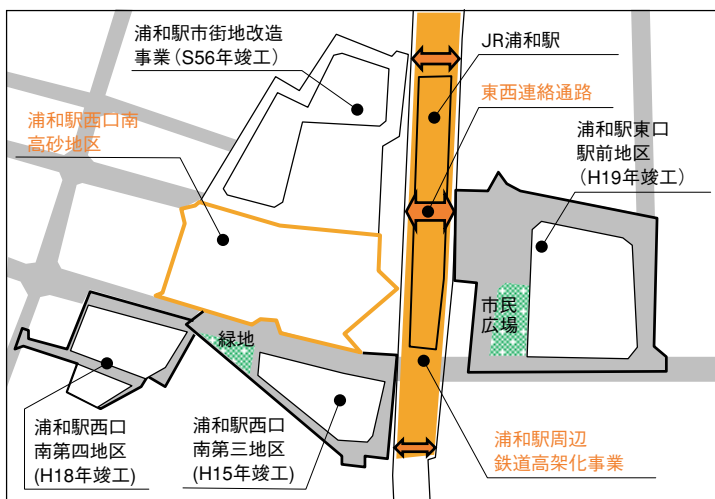 浦和駅市街地改造
事業（S56年竣工）
JR浦和駅
東西連絡通路
浦和駅西口南
高砂地区
浦和駅東口
駅前地区
（H19年竣工）
市民
広場
緑地
浦和駅西口
南第四地区
(H18年竣工)
浦和駅西口
南第三地区
(H15年竣工)
浦和駅周辺
鉄道高架化事業